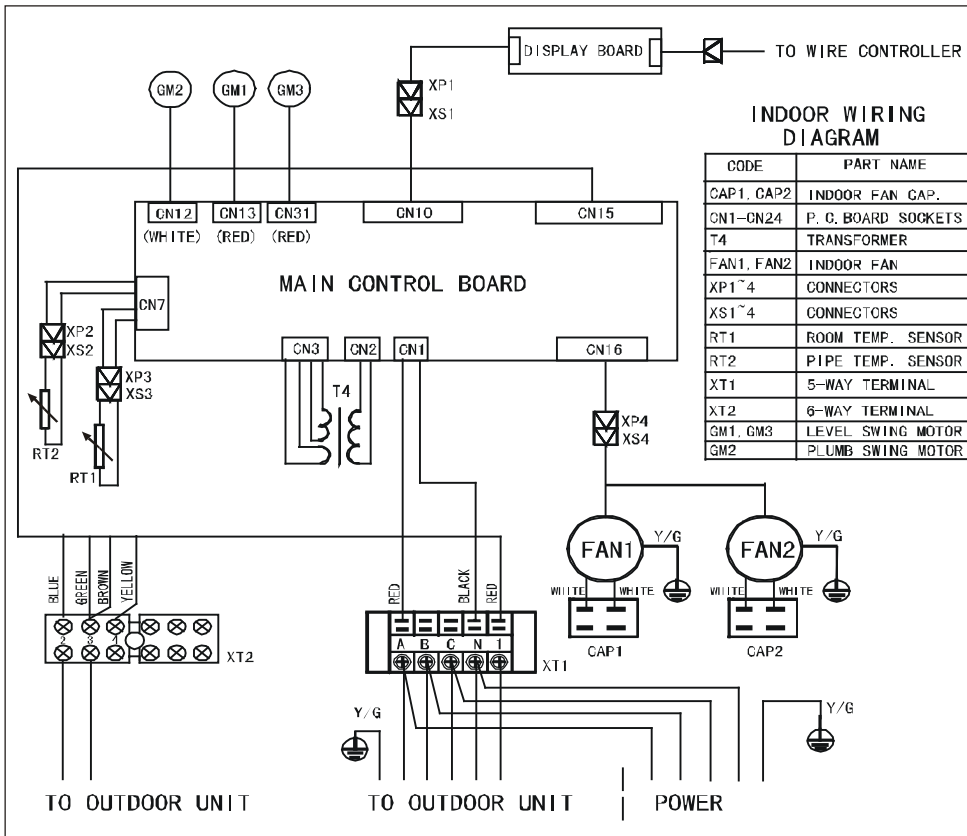 DISPLAY BOARD
TO WIRE CONTROLLER
GM2
GM1
GM3
XP1
XS1
INDOOR WIRING
DIAGRAM
CODE PART NAME
CAP1, CAP2 INDOOR FAN CAP.
CN1-CN24 P.C.BOARD SOCKETS
T4 TRANSFORMER
FAN1, FAN2 INDOOR FAN
XP1~4 CONNECTORS
XS1~4 CONNECTORS
RT1 ROOM TEMP. SENSOR
RT2 PIPE TEMP. SENSOR
XT1 5-WAY TERMINAL
XT2 6-WAY TERMINAL
GM1, GM3 LEVEL SWING MOTOR
GM2 PLUMB SWING MOTOR
CN12
CN13
CN31
CN10
CN15
(WHITE)
(RED)
(RED)
MAIN CONTROL BOARD
CN7
CN3
CN2
CN1
CN16
XP2
XS2
XP3
XS3
RT2
RT1
T4
XP4
XS4
FAN1
Y/G
FAN2
Y/G
WIITE
WHITE
WIITE
WHITE
CAP1
CAP2
BLUE
GREEN
BROWN
YELLOW
RED
BLACK
RED
2 3 4
XT2
A B C N 1
XT1
Y/G
Y/G
TO OUTDOOR UNIT
TO OUTDOOR UNIT
POWER